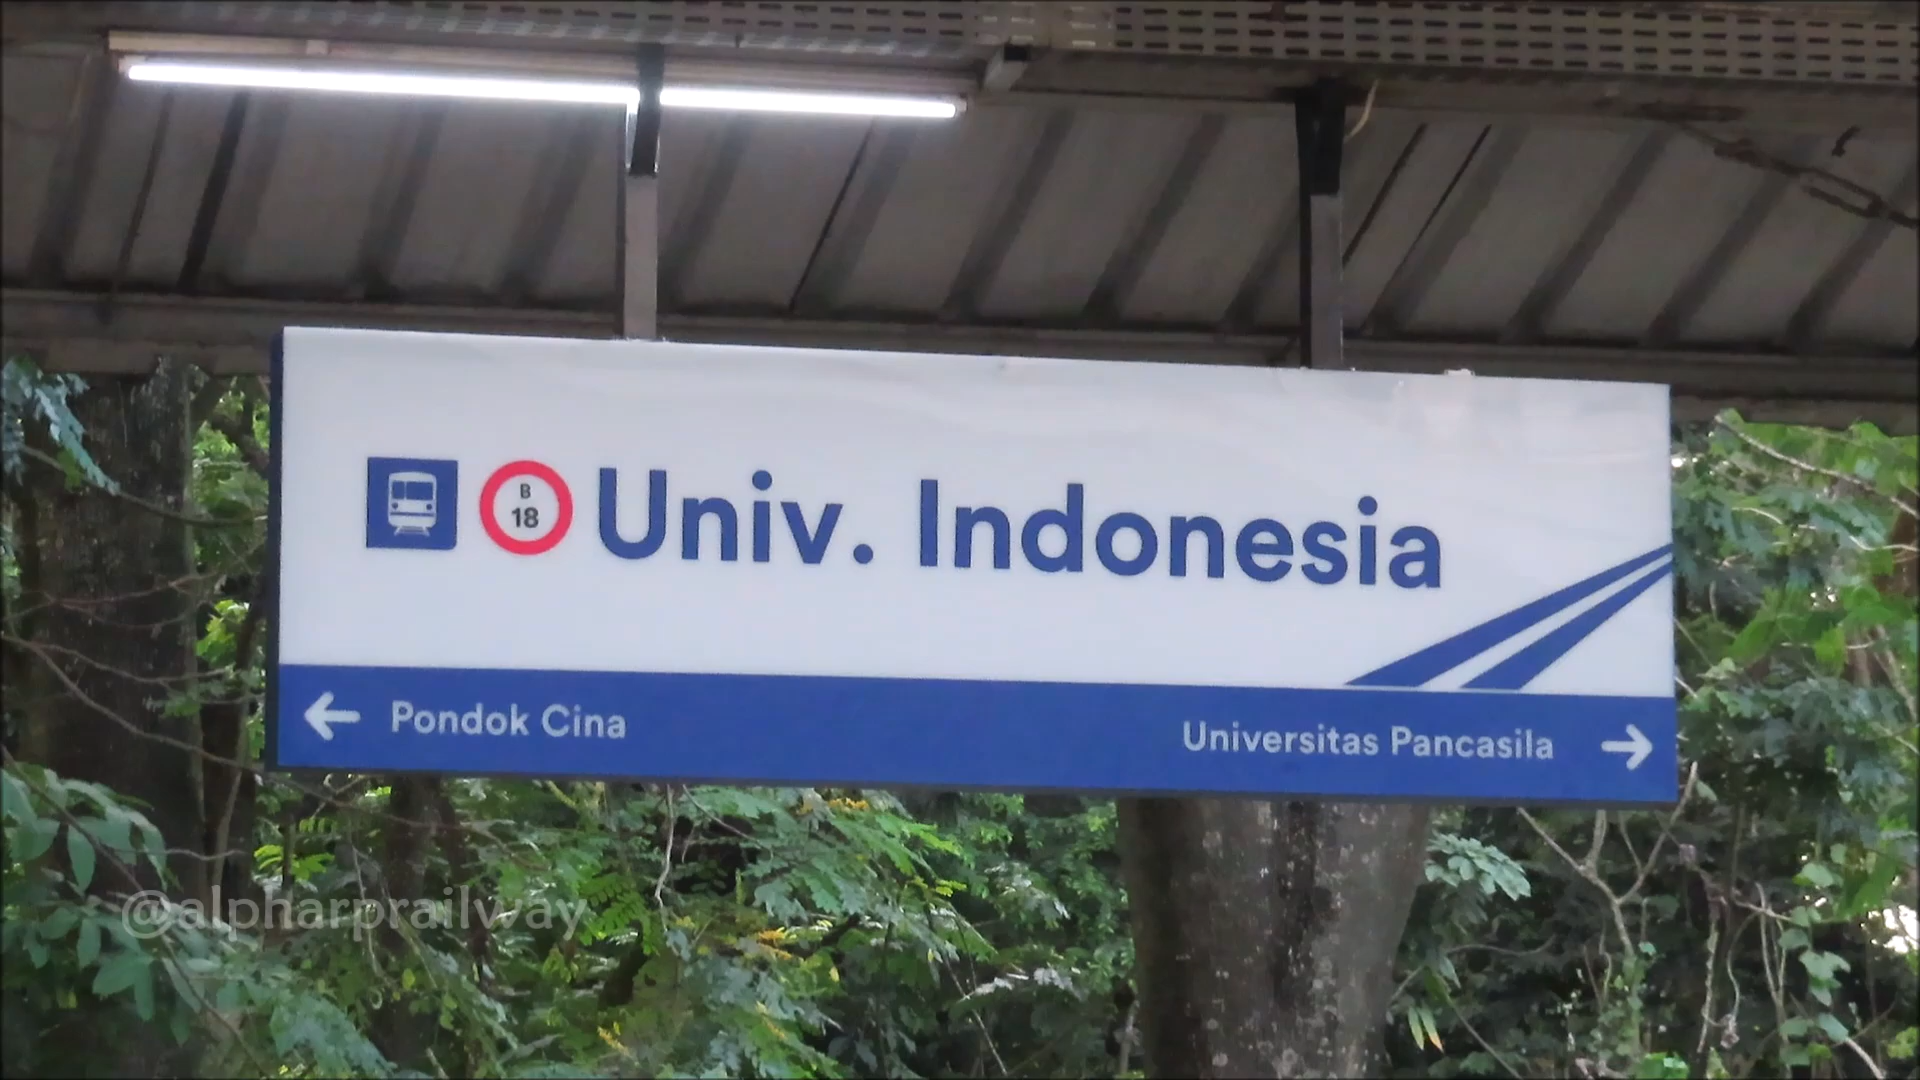 B
18
Univ. Indonesia
← Pondok Cina
Universitas Pancasila →
@alpharprailway